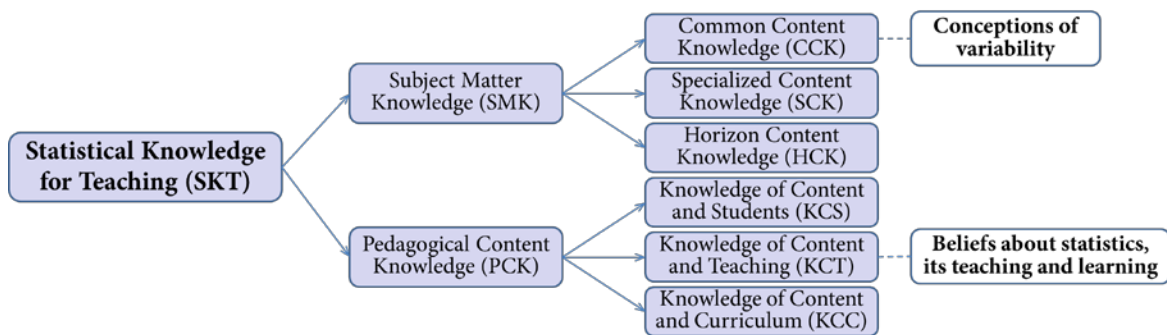 Statistical Knowledge
for Teaching (SKT)
Subject Matter
Knowledge (SMK)
Pedagogical Content
Knowledge (PCK)
Common Content
Knowledge (CCK)
Specialized Content
Knowledge (SCK)
Horizon Content
Knowledge (HCK)
Knowledge of Content
and Students (KCS)
Knowledge of Content
and Teaching (KCT)
Knowledge of Content
and Curriculum (KCC)
Conceptions of
variability
Beliefs about statistics,
its teaching and learning